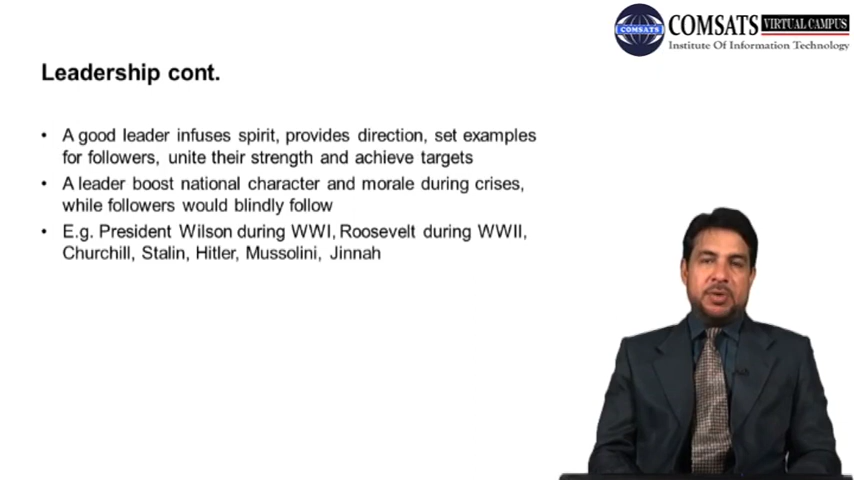 COMSATS VIRTUAL CAMPUS
COMSATS
Institute Of Information Technology
Leadership cont.
• A good leader infuses spirit, provides direction, set examples
for followers, unite their strength and achieve targets
• A leader boost national character and morale during crises,
while followers would blindly follow
• E.g. President Wilson during WWI, Roosevelt during WWII,
Churchill, Stalin, Hitler, Mussolini, Jinnah